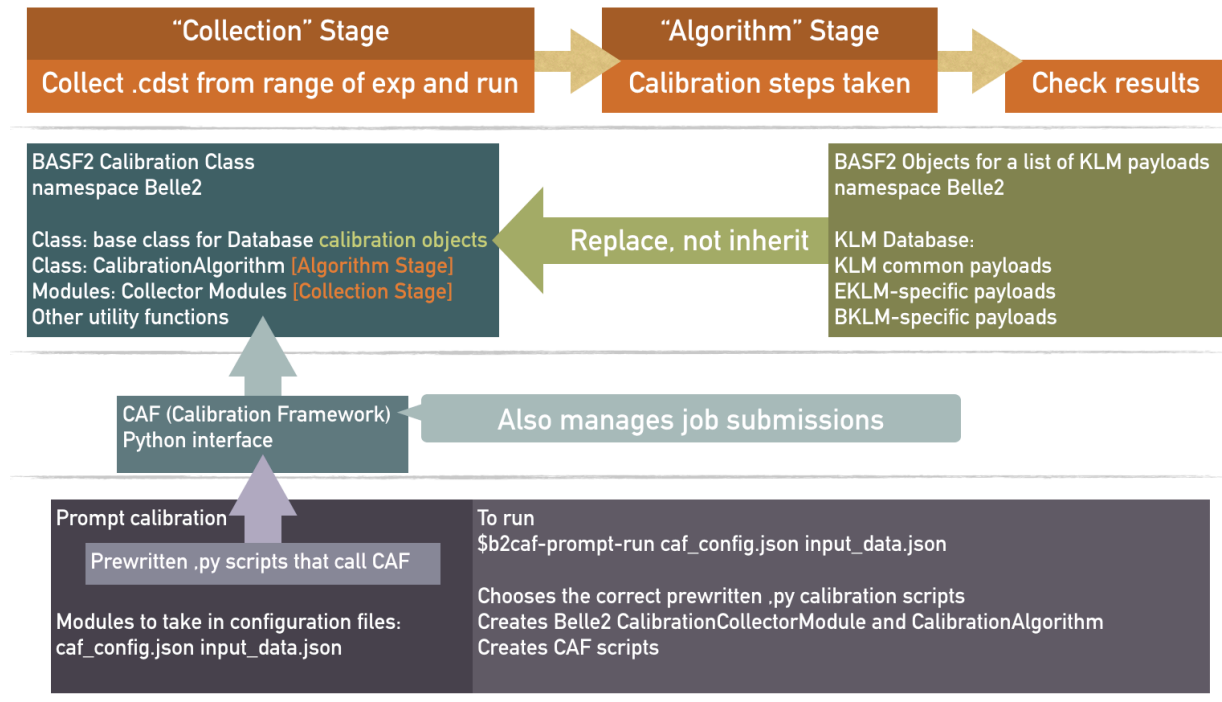 “Collection” Stage
Collect .cdst from range of exp and run
“Algorithm” Stage
Calibration steps taken
Check results
BASF2 Calibration Class
namespace Belle2
Class: base class for Database calibration objects
Class: CalibrationAlgorithm [Algorithm Stage]
Modules: Collector Modules [Collection Stage]
Other utility functions
Replace, not inherit
BASF2 Objects for a list of KLM payloads
namespace Belle2
KLM Database:
KLM common payloads
EKLM-specific payloads
BKLM-specific payloads
CAF (Calibration Framework)
Python interface
Also manages job submissions
Prompt calibration
Prewritten .py scripts that call CAF
Modules to take in configuration files:
caf_config.json input_data.json
To run
$b2caf-prompt-run caf_config.json input_data.json
Chooses the correct prewritten .py calibration scripts
Creates Belle2 CalibrationCollectorModule and CalibrationAlgorithm
Creates CAF scripts